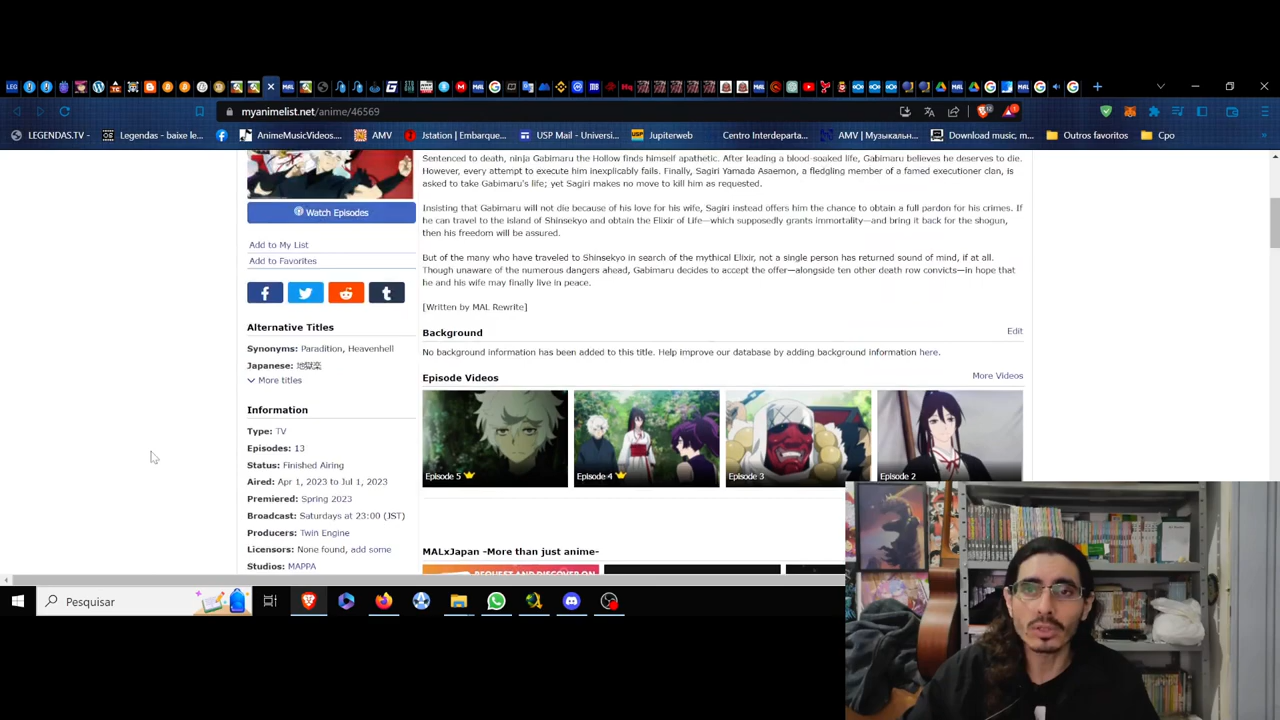 myanimelist.net/anime/46569
LEGENDAS.TV - Legendas - baixe le... AnimeMusicVideos.... AMV Jstation | Embarque... USP Mail - Universi... Jupiterweb Centro Interdeparta... AMV | Музыкальн... Download music, m... Outros favoritos Cpo
Sentenced to death, ninja Gabimaru the Hollow finds himself apathetic. After leading a blood-soaked life, Gabimaru believes he deserves to die.
However, every attempt to execute him inexplicably fails. Finally, Sagiri Yamada Asaemon, a fledgling member of a famed executioner clan, is
asked to take Gabimaru's life; yet Sagiri makes no move to kill him as requested.
Insisting that Gabimaru will not die because of his love for his wife, Sagiri instead offers him the chance to obtain a full pardon for his crimes. If
he can travel to the island of Shinsekyo and obtain the Elixir of Life—which supposedly grants immortality—and bring it back for the shogun,
then his freedom will be assured.
But of the many who have traveled to Shinsekyo in search of the mythical Elixir, not a single person has returned sound of mind, if at all.
Though unaware of the numerous dangers ahead, Gabimaru decides to accept the offer—alongside ten other death row convicts—in hope that
he and his wife may finally live in peace.
[Written by MAL Rewrite]
Background Edit
No background information has been added to this title. Help improve our database by adding background information here.
Episode Videos More Videos
Episode 5 Episode 4 Episode 3 Episode 2
MALxJapan -More than just anime-
REQUEST AND DISCOVER ON
Watch Episodes
Add to My List
Add to Favorites
Alternative Titles
Synonyms: Paradition, Heavenhell
Japanese: 地獄楽
More titles
Information
Type: TV
Episodes: 13
Status: Finished Airing
Aired: Apr 1, 2023 to Jul 1, 2023
Premiered: Spring 2023
Broadcast: Saturdays at 23:00 (JST)
Producers: Twin Engine
Licensors: None found, add some
Studios: MAPPA
Pesquisar